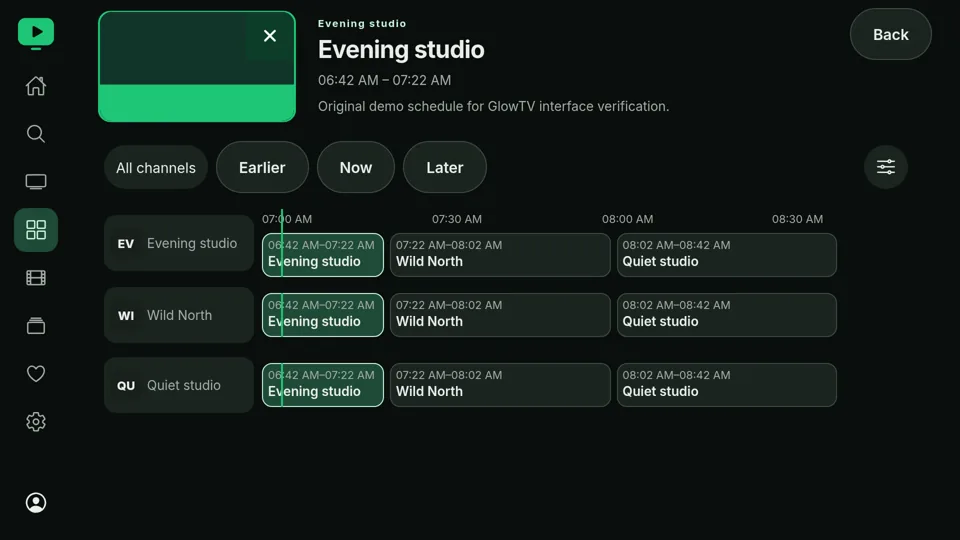 Evening studio
Evening studio
06:42 AM – 07:22 AM
Original demo schedule for GlowTV interface verification.
Back
All channels
Earlier
Now
Later
07:00 AM
07:30 AM
08:00 AM
08:30 AM
EV
Evening studio
06:42 AM–07:22 AM
Evening studio
07:22 AM–08:02 AM
Wild North
08:02 AM–08:42 AM
Quiet studio
WI
Wild North
06:42 AM–07:22 AM
Evening studio
07:22 AM–08:02 AM
Wild North
08:02 AM–08:42 AM
Quiet studio
QU
Quiet studio
06:42 AM–07:22 AM
Evening studio
07:22 AM–08:02 AM
Wild North
08:02 AM–08:42 AM
Quiet studio